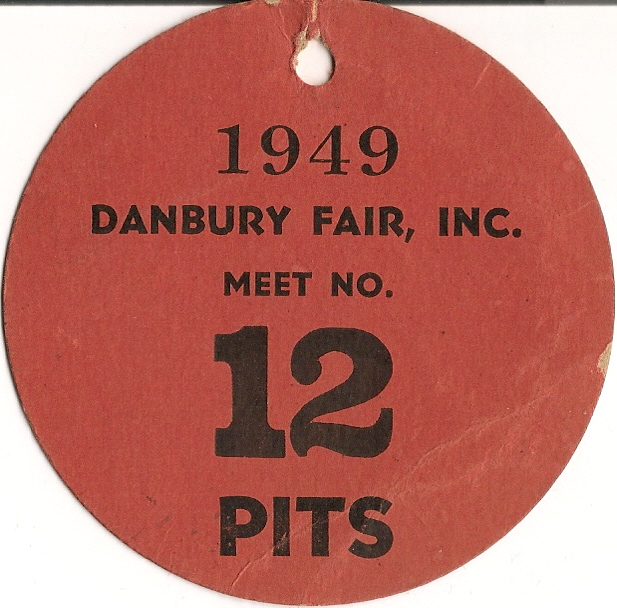 1949
DANBURY FAIR, INC.
MEET NO.
12
PITS